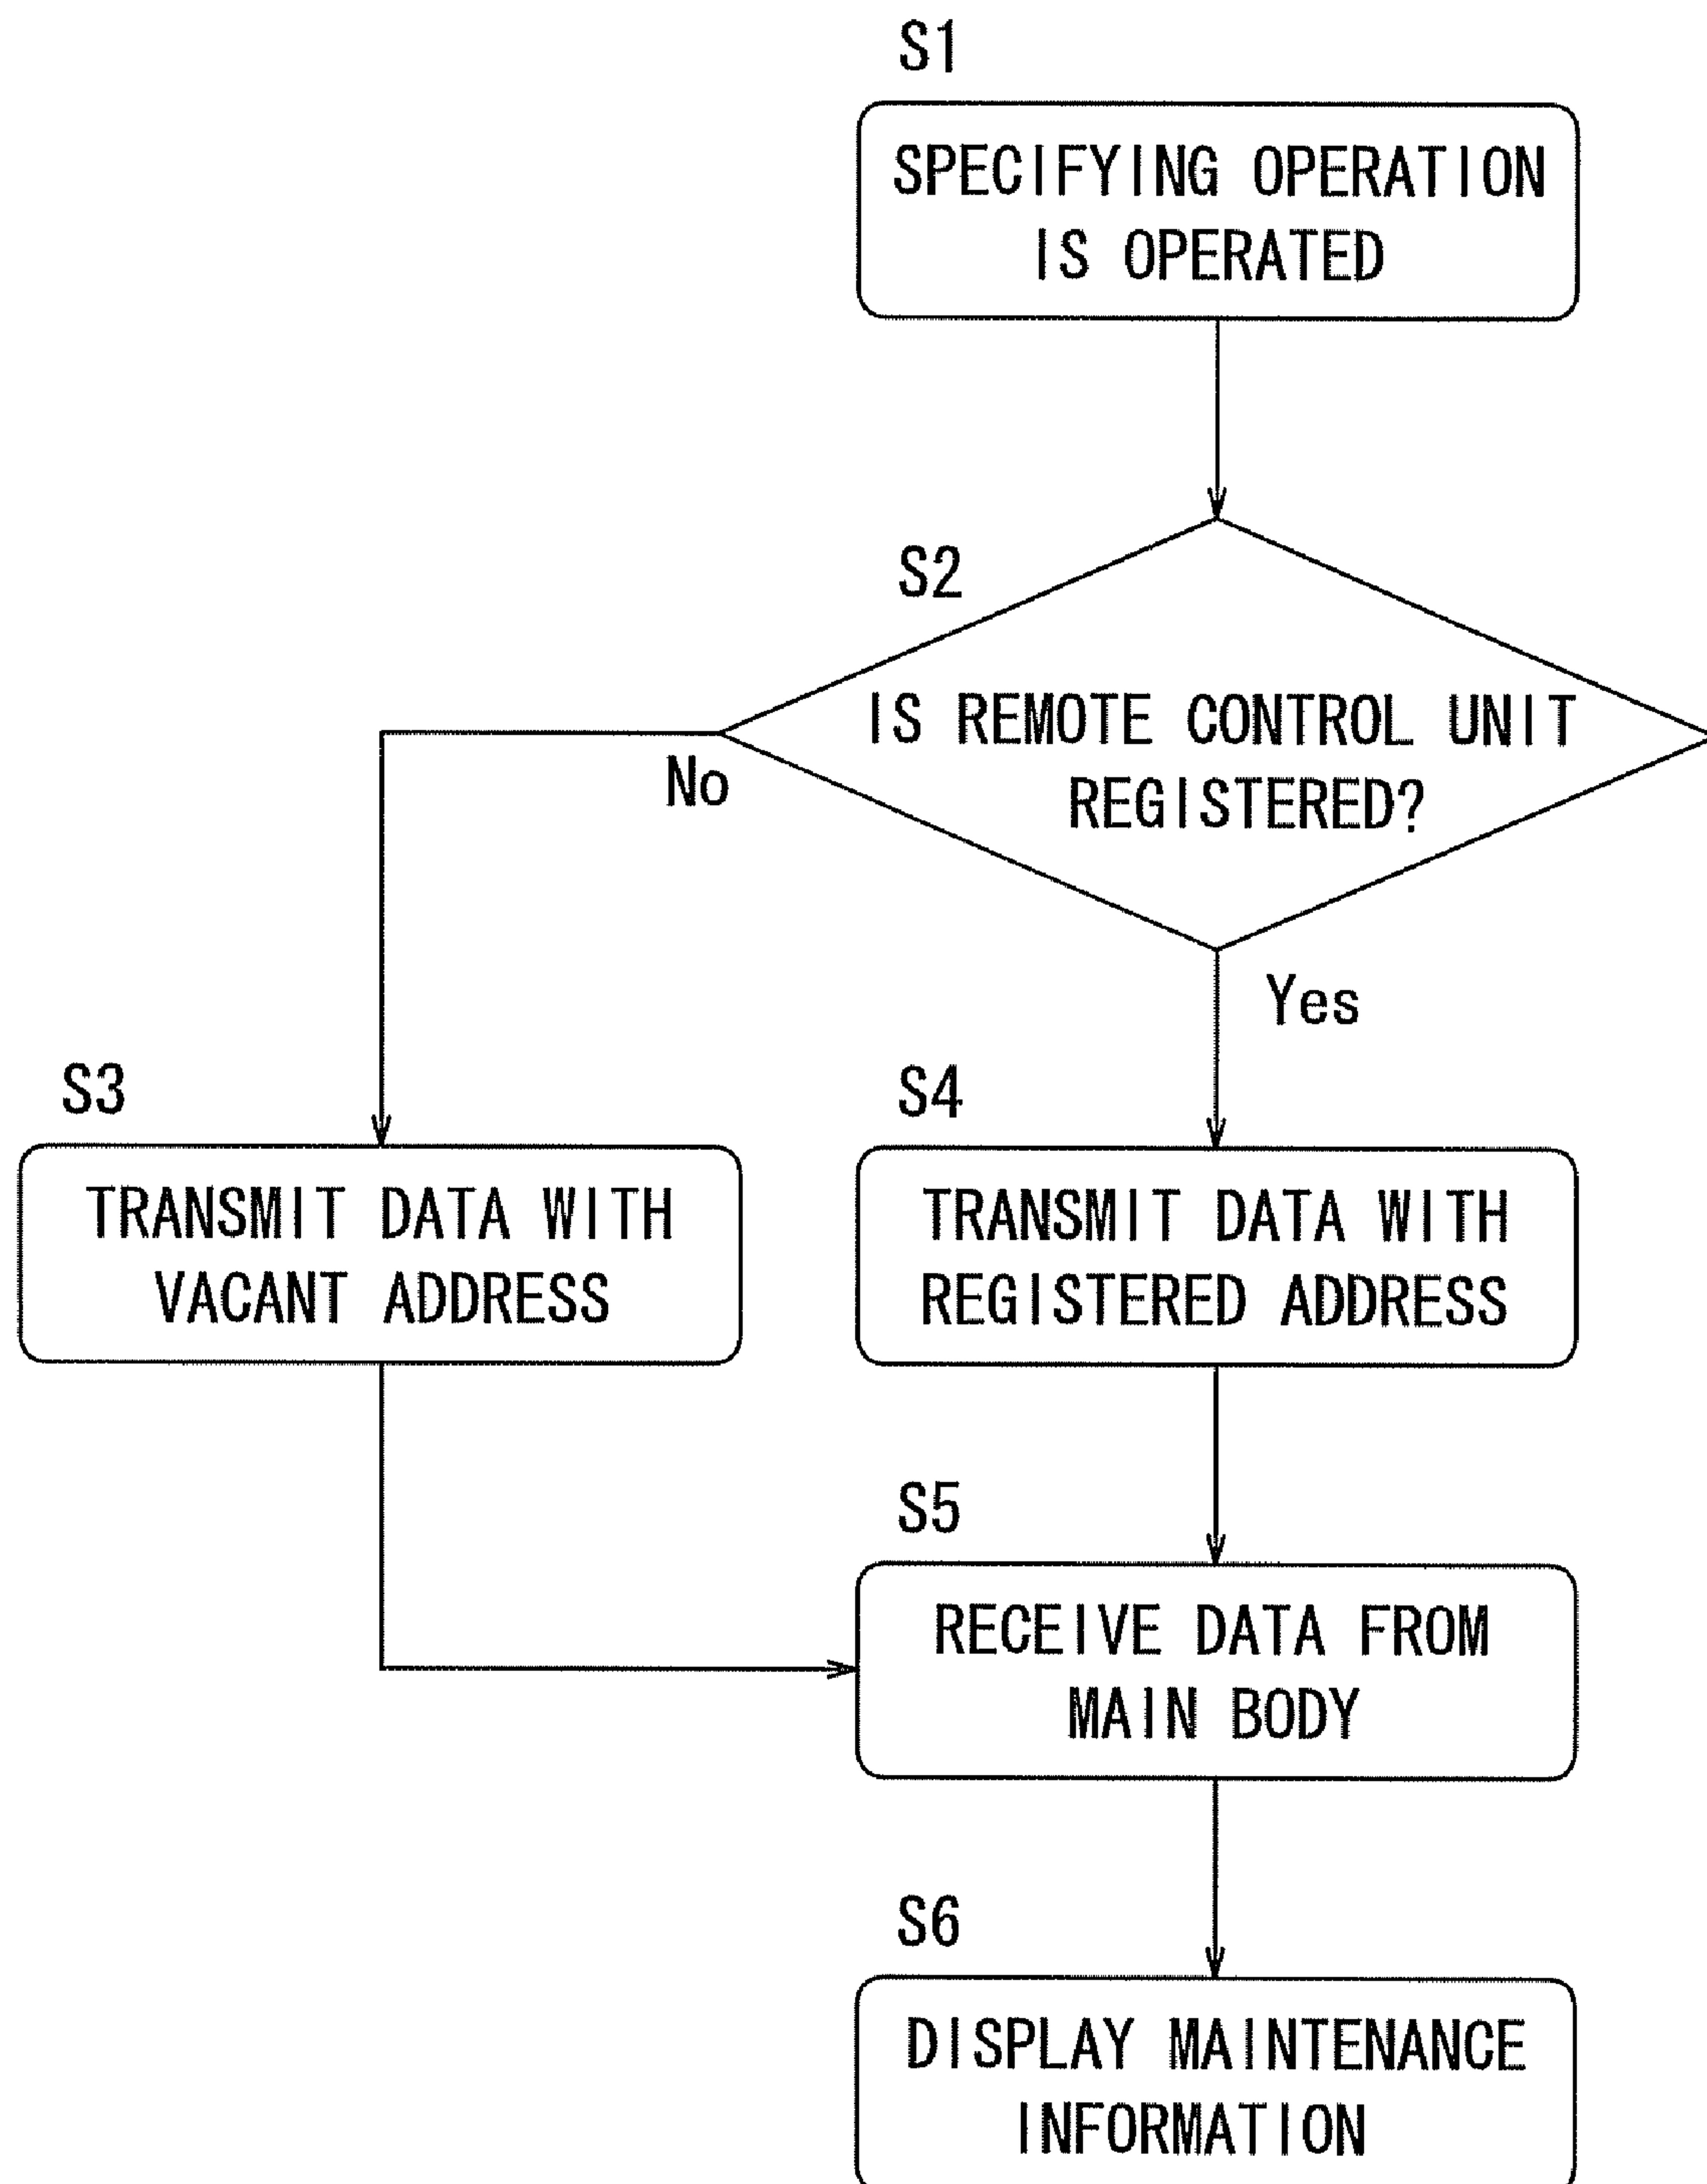 S1
SPECIFYING OPERATION
IS OPERATED
S2
IS REMOTE CONTROL UNIT
REGISTERED?
No
Yes
S3
TRANSMIT DATA WITH
VACANT ADDRESS
S4
TRANSMIT DATA WITH
REGISTERED ADDRESS
S5
RECEIVE DATA FROM
MAIN BODY
S6
DISPLAY MAINTENANCE
INFORMATION